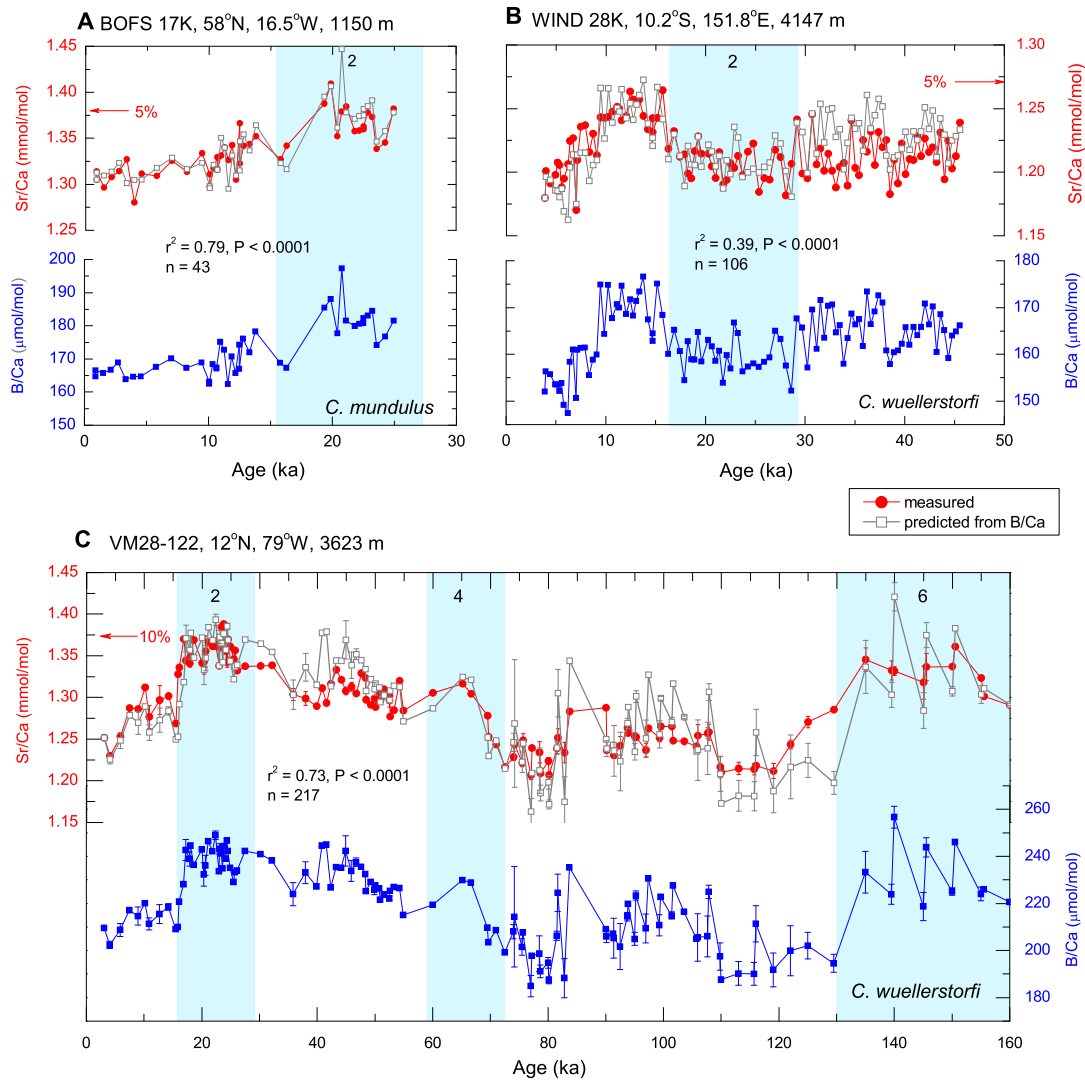 A BOFS 17K, 58°N, 16.5°W, 1150 m
1.45
1.40
1.35
1.30
1.25
Sr/Ca (mmol/mol)
5%
2
r² = 0.79, P < 0.0001
n = 43
200
190
180
170
160
150
B/Ca (μmol/mol)
C. mundulus
0
10
20
30
Age (ka)
B WIND 28K, 10.2°S, 151.8°E, 4147 m
2
5%
1.30
1.25
1.20
1.15
Sr/Ca (mmol/mol)
r² = 0.39, P < 0.0001
n = 106
180
170
160
150
B/Ca (μmol/mol)
C. wuellerstorfi
0
10
20
30
40
50
Age (ka)
measured
predicted from B/Ca
C VM28-122, 12°N, 79°W, 3623 m
1.45
1.40
1.35
1.30
1.25
1.20
1.15
Sr/Ca (mmol/mol)
10%
2
4
6
r² = 0.73, P < 0.0001
n = 217
260
240
220
200
180
B/Ca (μmol/mol)
C. wuellerstorfi
0
20
40
60
80
100
120
140
160
Age (ka)